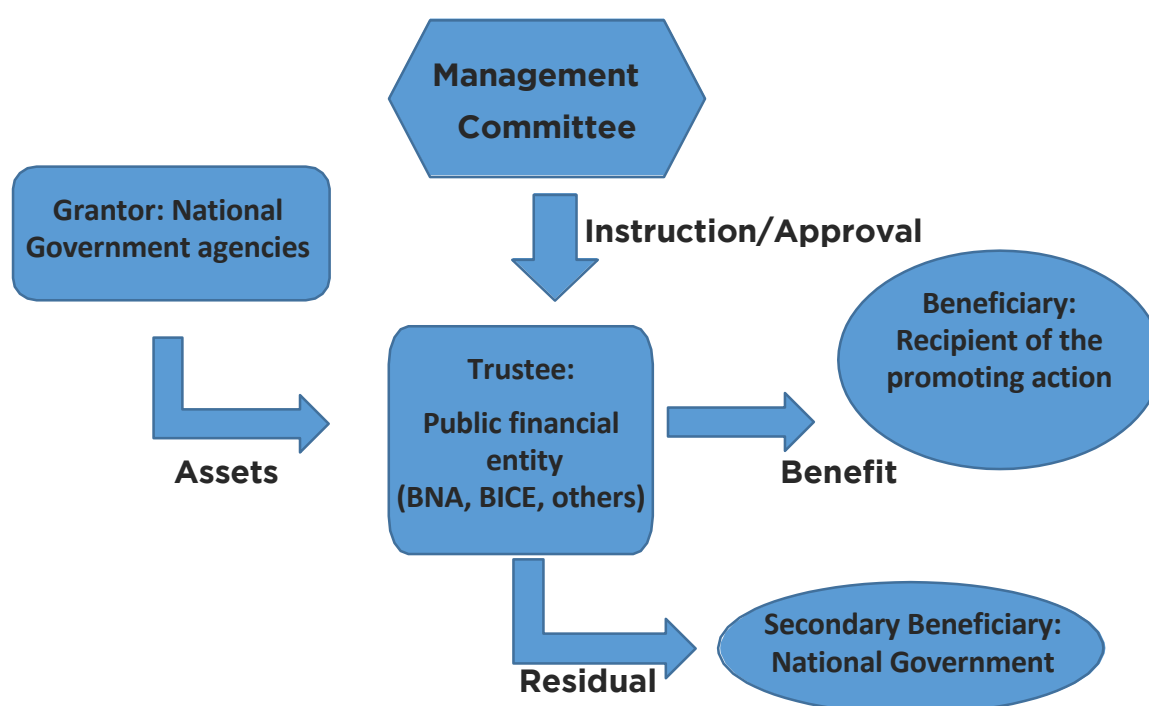 Management
Committee
Grantor: National
Government agencies
Instruction/Approval
Beneficiary:
Recipient of the
promoting action
Trustee:
Public financial
entity
(BNA, BICE, others)
Assets
Benefit
Secondary Beneficiary:
National Government
Residual